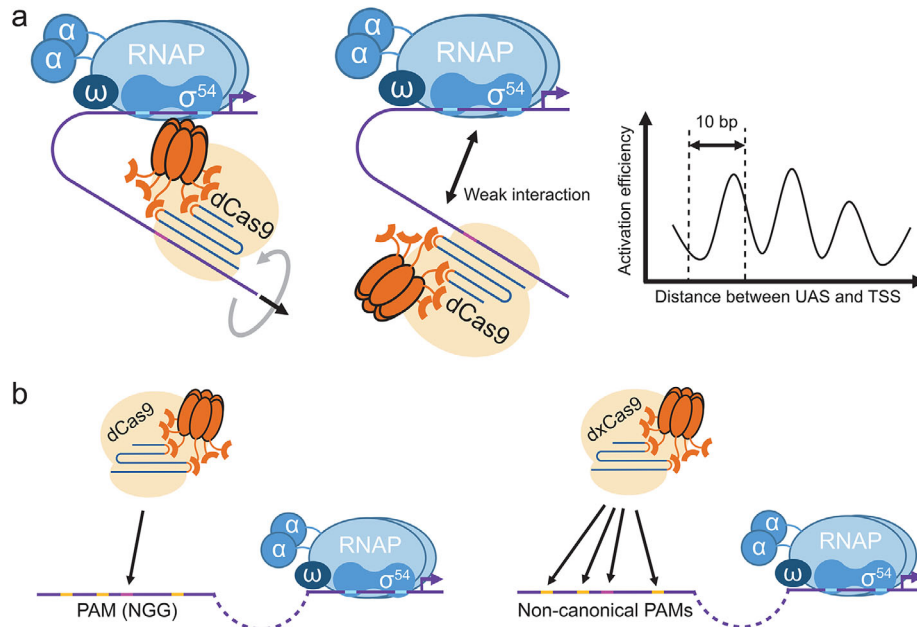 a
α
α
RNAP
ω
σ54
dCas9
α
α
RNAP
ω
σ54
Weak interaction
dCas9
10 bp
Activation efficiency
Distance between UAS and TSS
b
dCas9
α
α
RNAP
ω
σ54
PAM (NGG)
dxCas9
α
α
RNAP
ω
σ54
Non-canonical PAMs